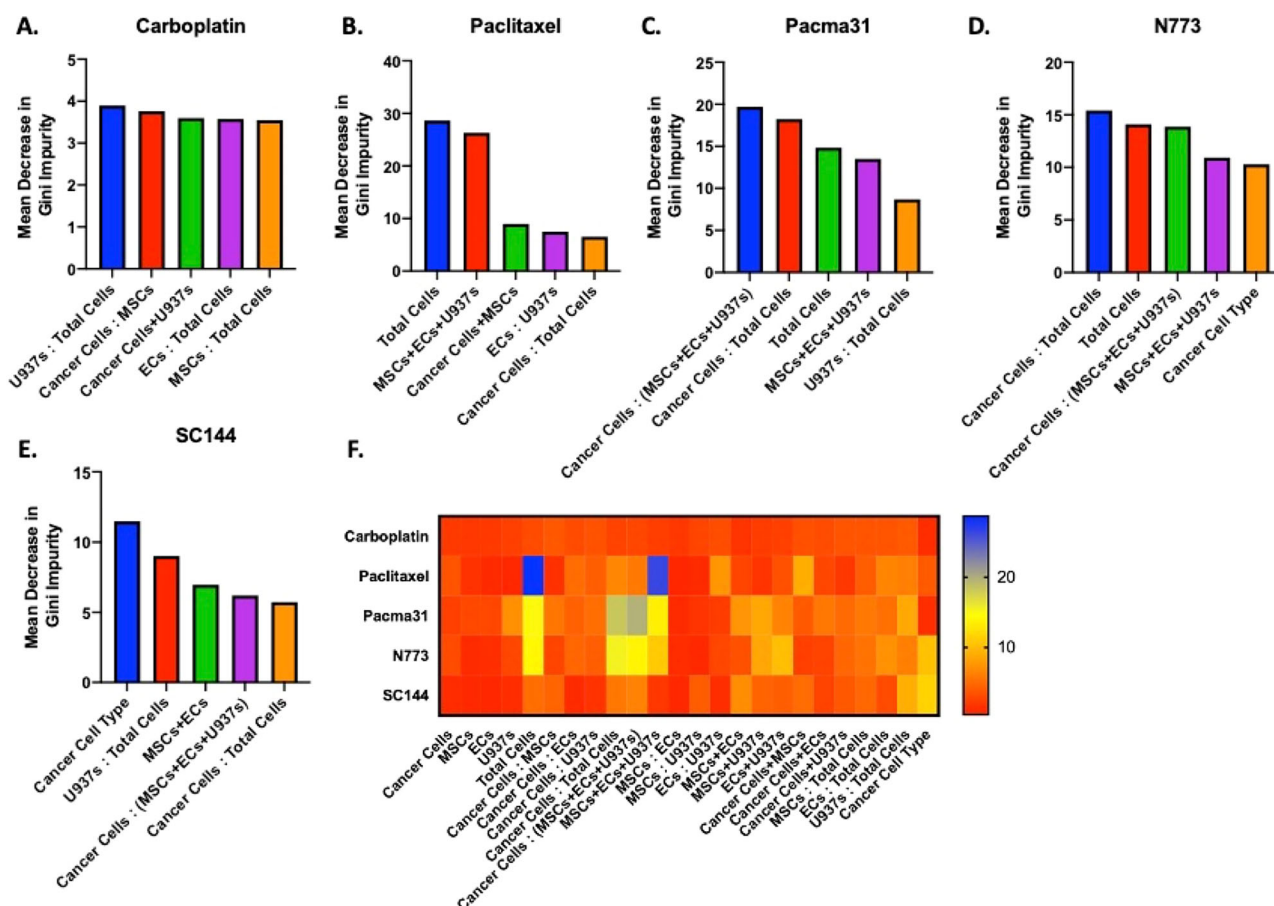 A.
Carboplatin
Mean Decrease in
Gini Impurity
5
4
3
2
1
0
U937s : Total Cells
Cancer Cells : MSCs
Cancer Cells+U937s
ECs : Total Cells
MSCs : Total Cells
B.
Paclitaxel
Mean Decrease in
Gini Impurity
40
30
20
10
0
Total Cells
MSCs+ECs+U937s
Cancer Cells+MSCs
ECs : U937s
Cancer Cells : Total Cells
C.
Pacma31
Mean Decrease in
Gini Impurity
25
20
15
10
5
0
Cancer Cells : (MSCs+ECs+U937s)
Cancer Cells : Total Cells
Total Cells
MSCs+ECs+U937s
U937s : Total Cells
D.
N773
Mean Decrease in
Gini Impurity
20
15
10
5
0
Cancer Cells : Total Cells
Total Cells
Cancer Cells : (MSCs+ECs+U937s)
MSCs+ECs+U937s
Cancer Cell Type
E.
SC144
Mean Decrease in
Gini Impurity
15
10
5
0
Cancer Cell Type
U937s : Total Cells
MSCs+ECs
Cancer Cells : (MSCs+ECs+U937s)
Cancer Cells : Total Cells
F.
Carboplatin
Paclitaxel
Pacma31
N773
SC144
20
10
Cancer Cells
MSCs
ECs
U937s
Total Cells
Cancer Cells : MSCs
Cancer Cells : ECs
Cancer Cells : U937s
Cancer Cells : Total Cells
Cancer Cells : (MSCs+ECs+U937s)
MSCs+ECs+U937s
MSCs : ECs
MSCs : U937s
ECs : U937s
MSCs+ECs
MSCs+U937s
ECs+U937s
Cancer Cells+MSCs
Cancer Cells+ECs
Cancer Cells+U937s
MSCs : Total Cells
ECs : Total Cells
U937s : Total Cells
Cancer Cell Type